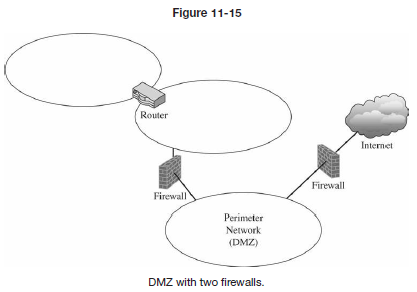 Figure 11-15
Router
Internet
Firewall
Firewall
Perimeter
Network
(DMZ)
DMZ with two firewalls.